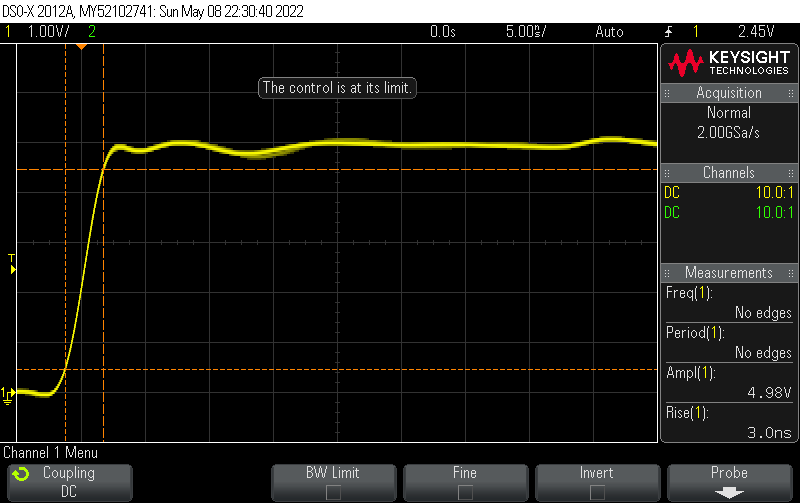 DSO-X 2012A, MY52102741: Sun May 08 22:30:40 2022
1 1.00V/ 2 0.0s 5.00ns/ Auto 1 2.45V
The control is at its limit.
KEYSIGHT
TECHNOLOGIES
Acquisition
Normal
2.00GSa/s
Channels
DC 10.0:1
DC 10.0:1
T
Measurements
Freq(1):
No edges
Period(1):
No edges
Ampl(1):
4.98V
Rise(1):
3.0ns
1
Channel 1 Menu
Coupling BW Limit Fine Invert Probe
DC